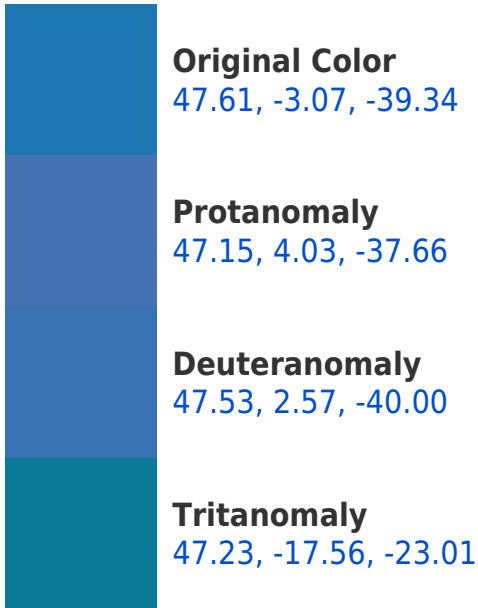 Original Color
47.61, -3.07, -39.34
Protanomaly
47.15, 4.03, -37.66
Deuteranomaly
47.53, 2.57, -40.00
Tritanomaly
47.23, -17.56, -23.01